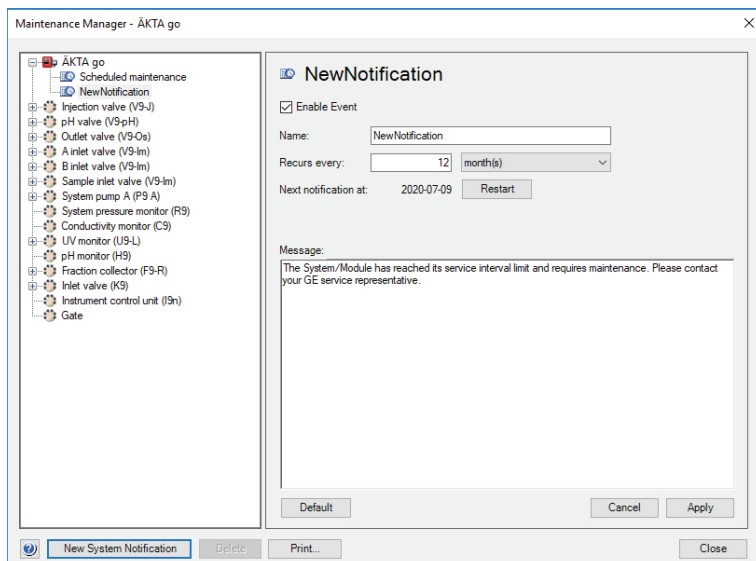 Maintenance Manager - ÄKTA go
ÄKTA go
Scheduled maintenance
NewNotification
Injection valve (V9-J)
pH valve (V9-pH)
Outlet valve (V9-Os)
A inlet valve (V9-Im)
B inlet valve (V9-Im)
Sample inlet valve (V9-Im)
System pump A (P9 A)
System pressure monitor (R9)
Conductivity monitor (C9)
UV monitor (U9-L)
pH monitor (H9)
Fraction collector (F9-R)
Inlet valve (K9)
Instrument control unit (I9n)
Gate
NewNotification
Enable Event
Name: NewNotification
Recurs every: 12 month(s)
Next notification at: 2020-07-09 Restart
Message:
The System/Module has reached its service interval limit and requires maintenance. Please contact
your GE service representative.
Default Cancel Apply
? New System Notification Delete Print... Close